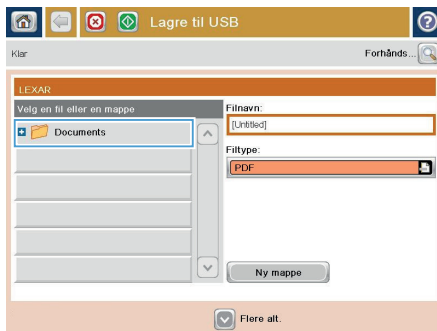 Lagre til USB
Klar
Forhånds...
LEXAR
Velg en fil eller en mappe
Documents
Filnavn:
[Untitled]
Filtype:
PDF
Ny mappe
Flere alt.